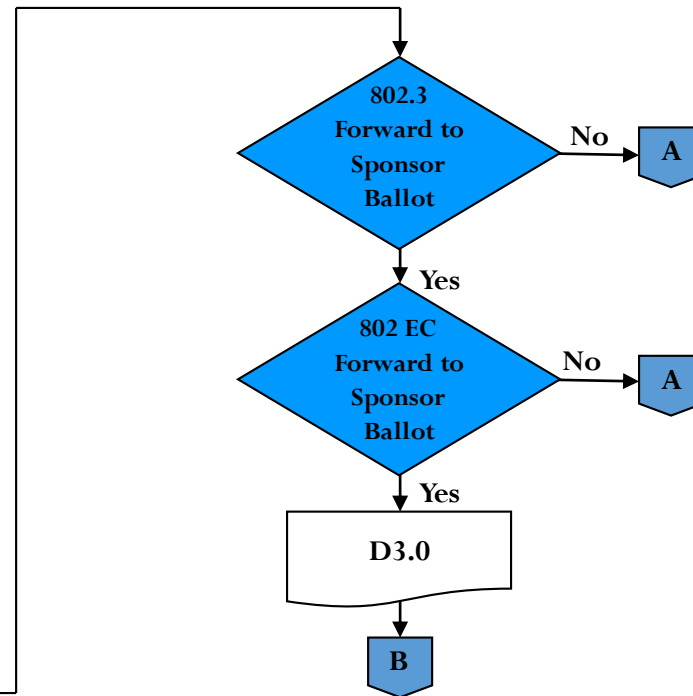 802.3
Forward to
Sponsor
Ballot
No
A
Yes
802 EC
Forward to
Sponsor
Ballot
No
A
Yes
D3.0
B